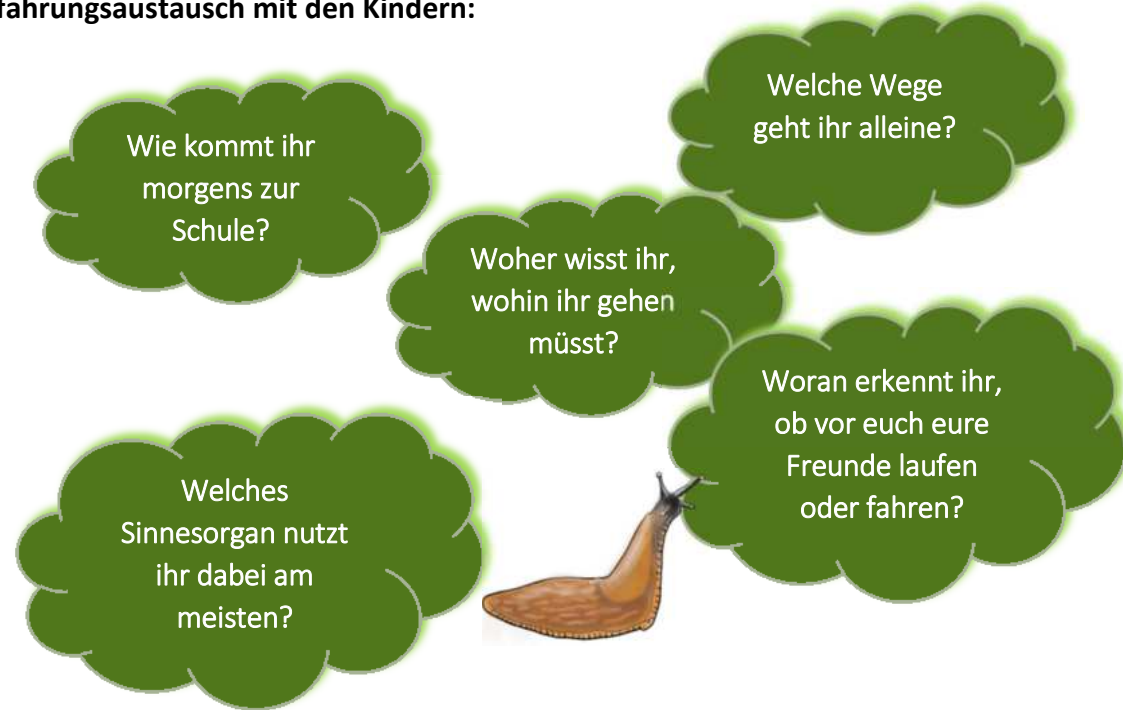 fahrungsaustausch mit den Kindern:
Wie kommt ihr
morgens zur
Schule?
Welche Wege
geht ihr alleine?
Woher wisst ihr,
wohin ihr gehen
müsst?
Woran erkennt ihr,
ob vor euch eure
Freunde laufen
oder fahren?
Welches
Sinnesorgan nutzt
ihr dabei am
meisten?